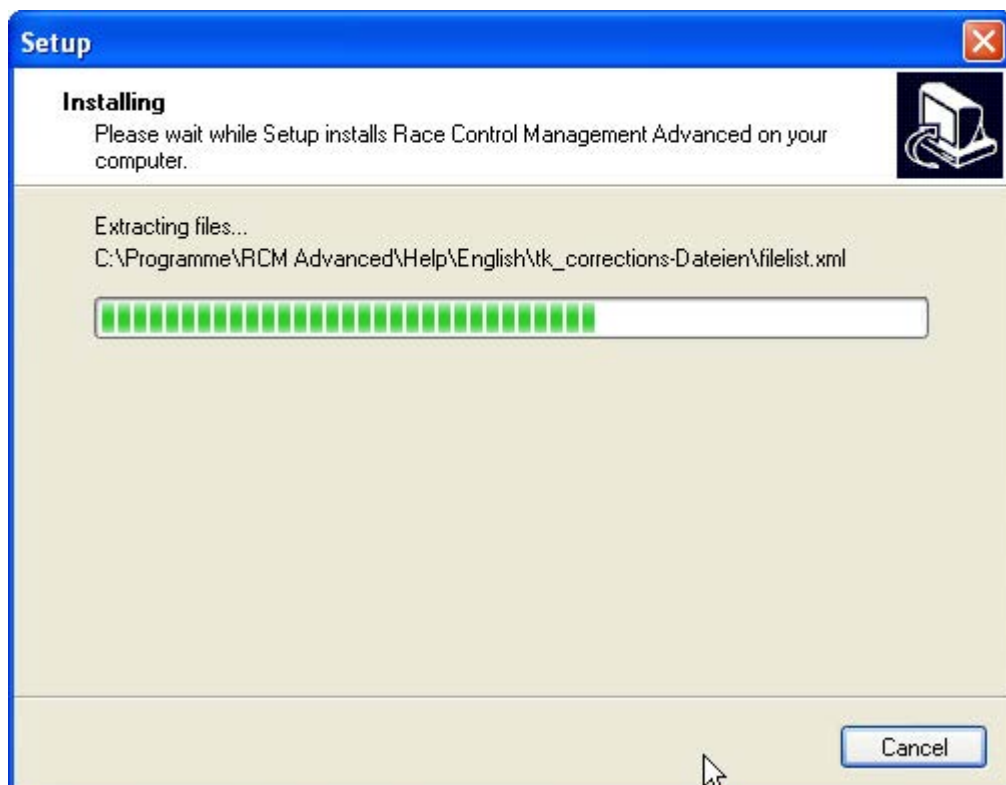 Setup
Installing
Please wait while Setup installs Race Control Management Advanced on your
computer.
Extracting files...
C:\Programme\RCM Advanced\Help\English\tk_corrections-Dateien\filelist.xml
Cancel